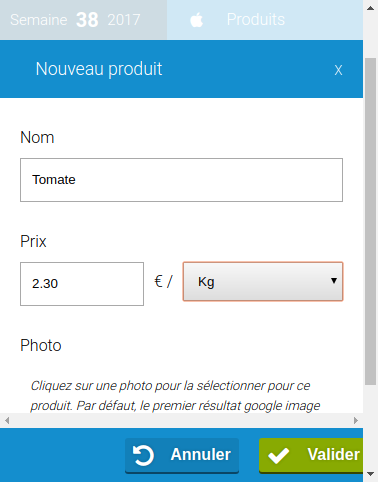 Semaine 38 2017 Produits
Nouveau produit x
Nom
Tomate
Prix
2.30 € / Kg
Photo
Cliquez sur une photo pour la sélectionner pour ce
produit. Par défaut, le premier résultat google image
Annuler Valider